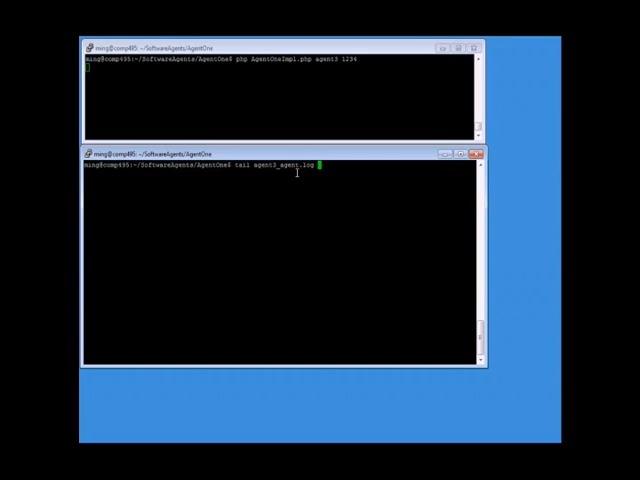 ming@comp495:~/SoftwareAgents/AgentOne
ming@comp495:~/SoftwareAgents/AgentOne$ php AgentOneImpl.php agent3 1234
ming@comp495:~/SoftwareAgents/AgentOne
ming@comp495:~/SoftwareAgents/AgentOne$ tail agent3_agent.log